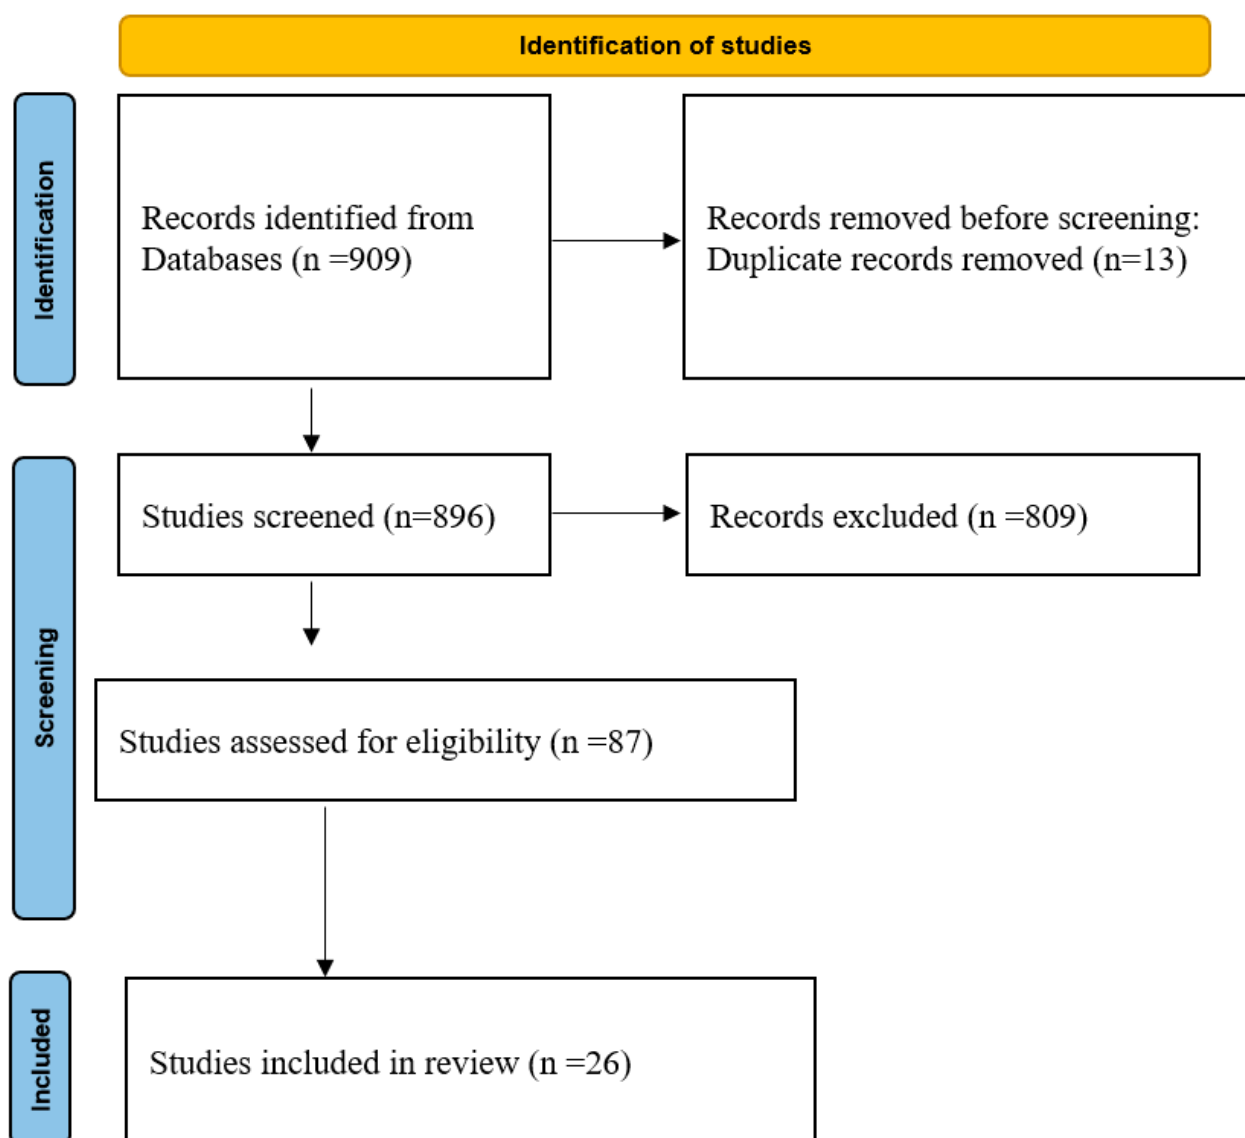 Identification of studies
Identification
Records identified from
Databases (n =909)
Records removed before screening:
Duplicate records removed (n=13)
Screening
Studies screened (n=896)
Records excluded (n =809)
Studies assessed for eligibility (n =87)
Included
Studies included in review (n =26)